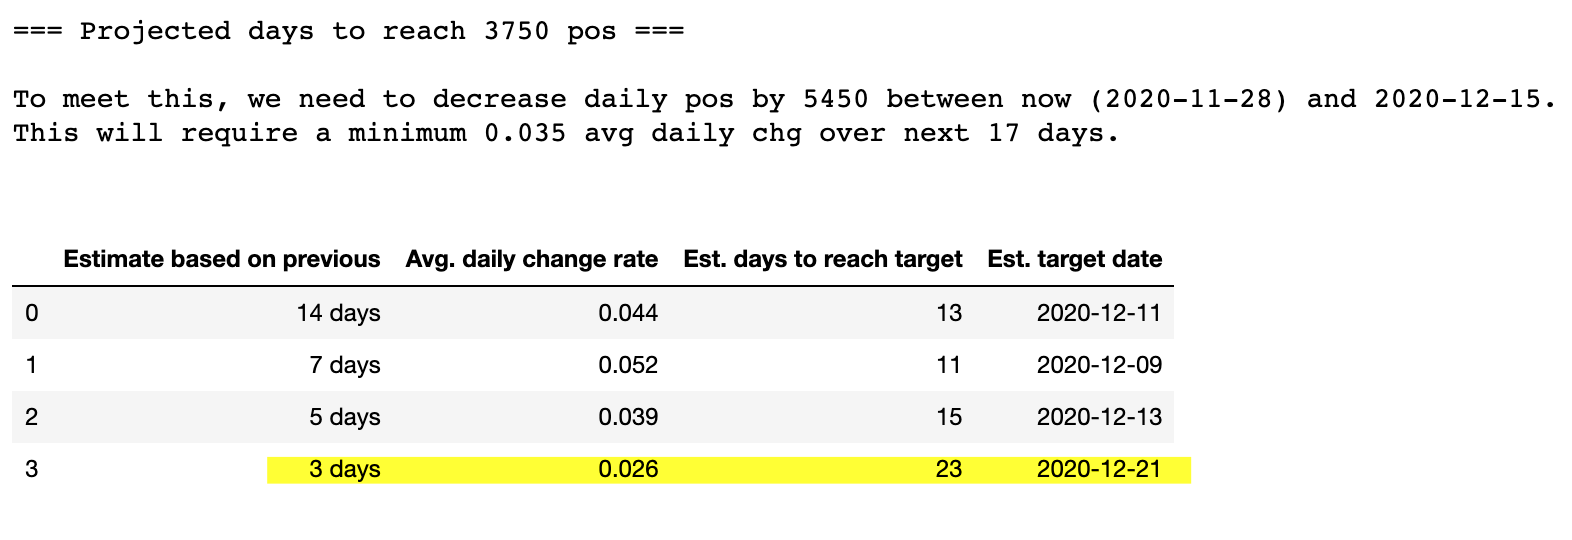 === Projected days to reach 3750 pos ===
To meet this, we need to decrease daily pos by 5450 between now (2020-11-28) and 2020-12-15.
This will require a minimum 0.035 avg daily chg over next 17 days.
Estimate based on previous Avg. daily change rate Est. days to reach target Est. target date
0 14 days 0.044 13 2020-12-11
1 7 days 0.052 11 2020-12-09
2 5 days 0.039 15 2020-12-13
3 3 days 0.026 23 2020-12-21